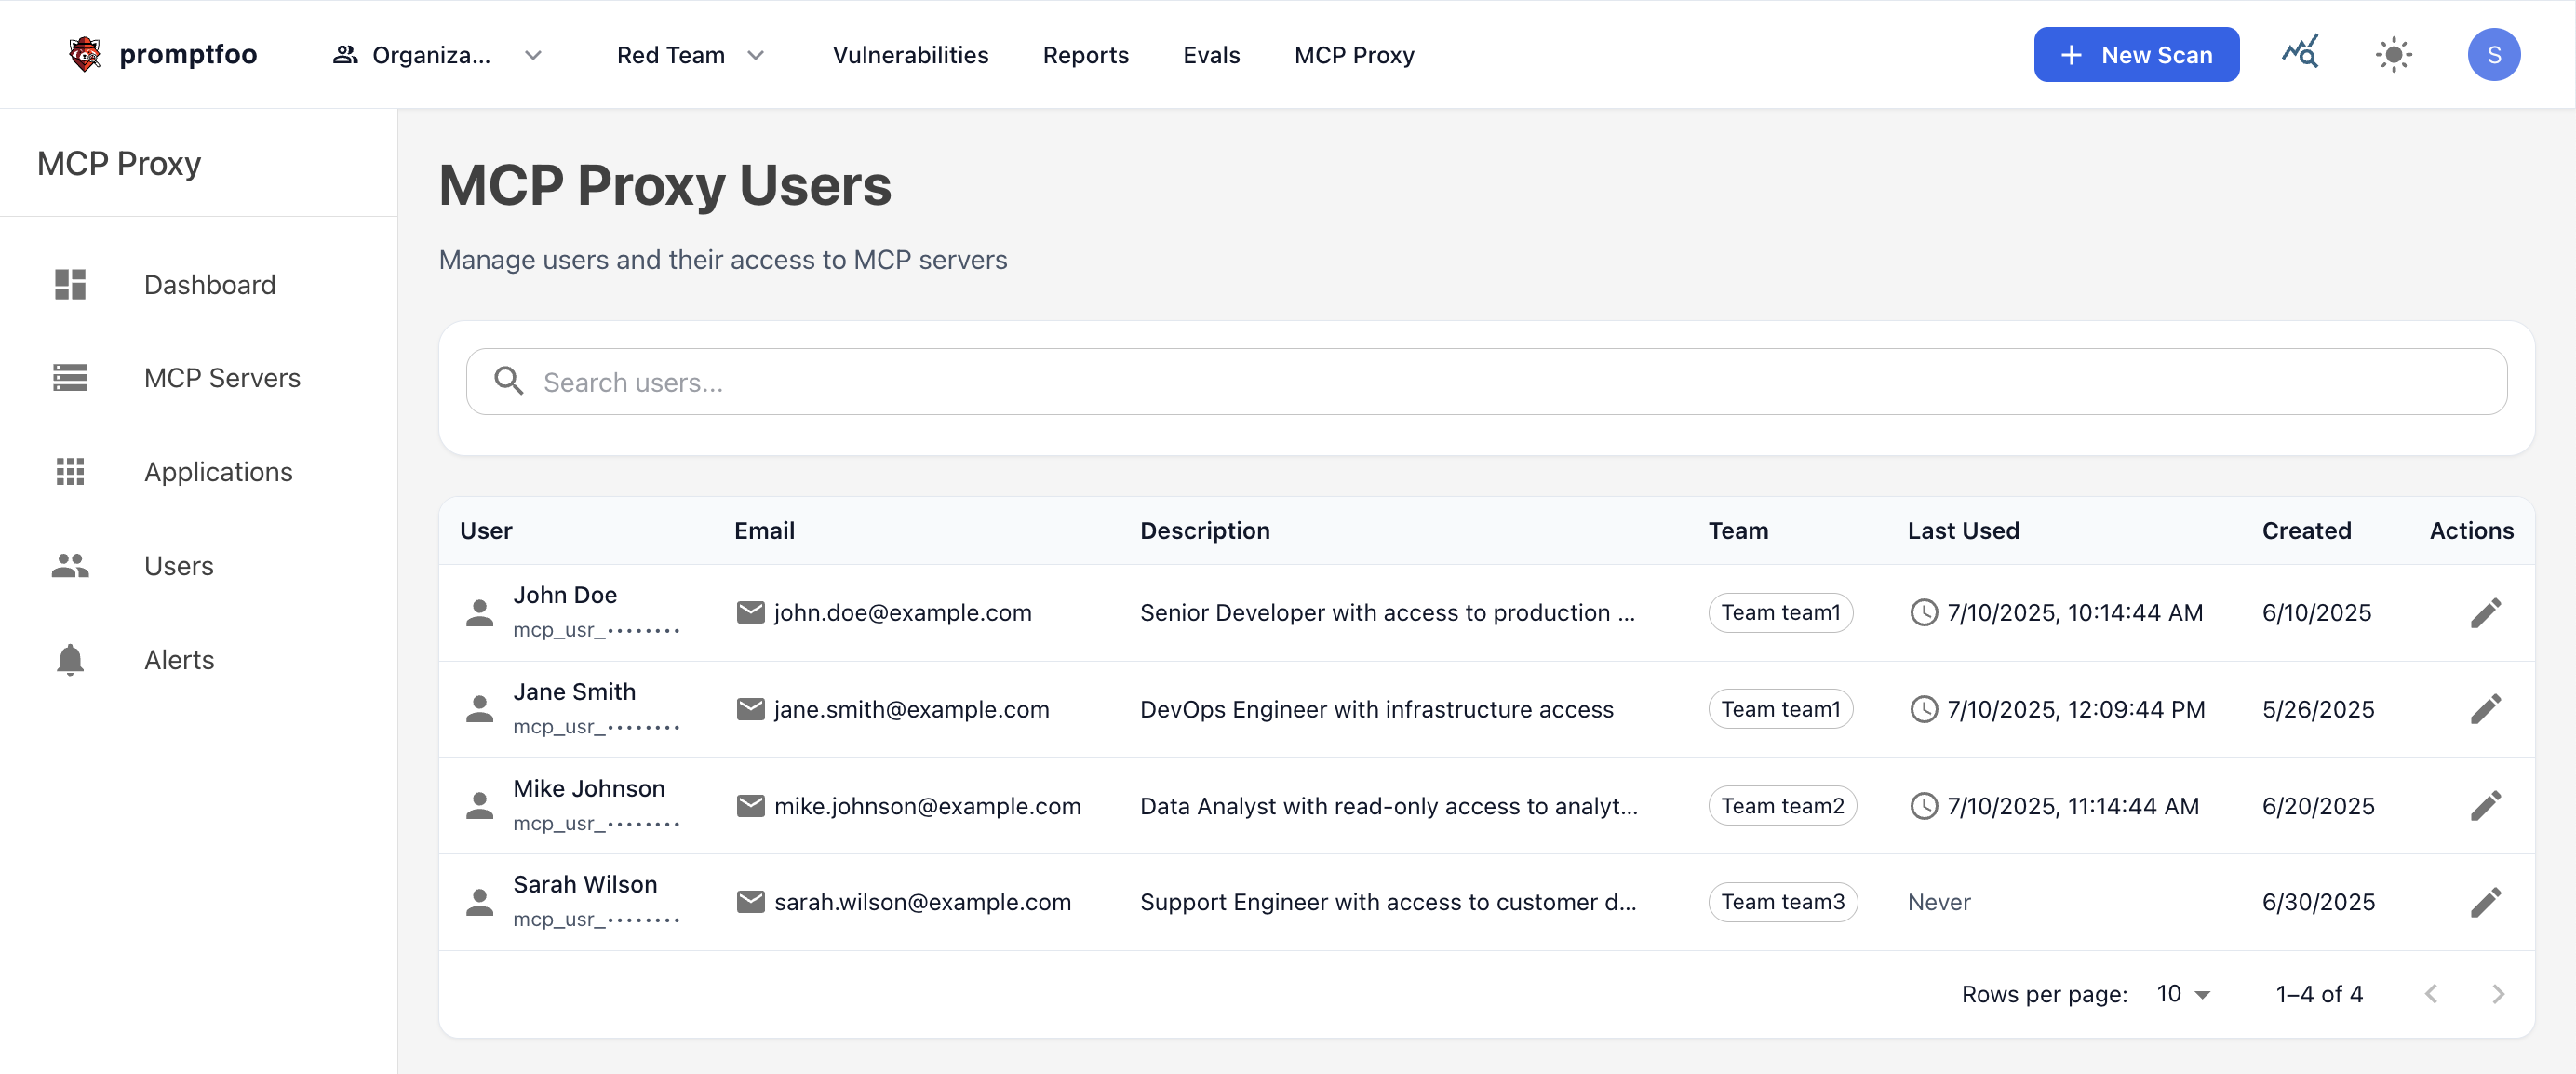 promptfoo
Organiza...
Red Team
Vulnerabilities
Reports
Evals
MCP Proxy
New Scan
S
MCP Proxy
Dashboard
MCP Servers
Applications
Users
Alerts
MCP Proxy Users
Manage users and their access to MCP servers
Search users...
User Email Description Team Last Used Created Actions
John Doe
mcp_usr_••••••••
john.doe@example.com
Senior Developer with access to production ...
Team team1
7/10/2025, 10:14:44 AM
6/10/2025
Jane Smith
mcp_usr_••••••••
jane.smith@example.com
DevOps Engineer with infrastructure access
Team team1
7/10/2025, 12:09:44 PM
5/26/2025
Mike Johnson
mcp_usr_••••••••
mike.johnson@example.com
Data Analyst with read-only access to analyt...
Team team2
7/10/2025, 11:14:44 AM
6/20/2025
Sarah Wilson
mcp_usr_••••••••
sarah.wilson@example.com
Support Engineer with access to customer d...
Team team3
Never
6/30/2025
Rows per page: 10 1–4 of 4